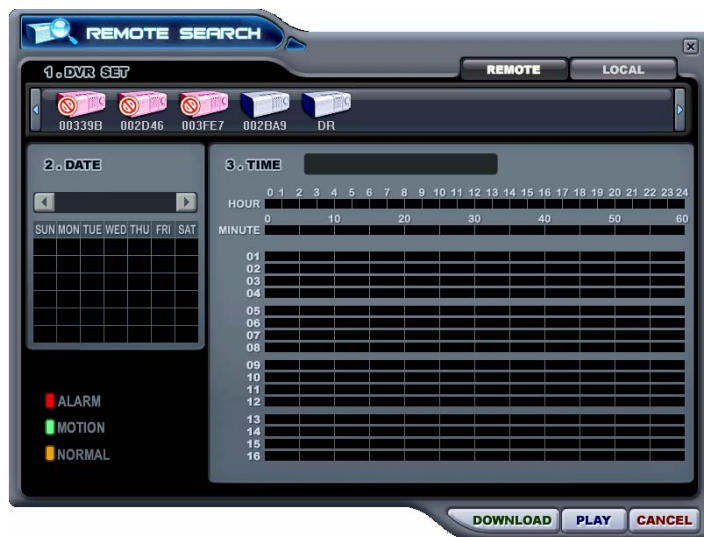 REMOTE SEARCH
1. DVR SET
REMOTE LOCAL
00339B 002D46 003FE7 002BA9 DR
2. DATE
SUN MON TUE WED THU FRI SAT
3. TIME
0 1 2 3 4 5 6 7 8 9 10 11 12 13 14 15 16 17 18 19 20 21 22 23 24
HOUR
0 10 20 30 40 50 60
MINUTE
01
02
03
04
05
06
07
08
09
10
11
12
13
14
15
16
ALARM
MOTION
NORMAL
DOWNLOAD PLAY CANCEL